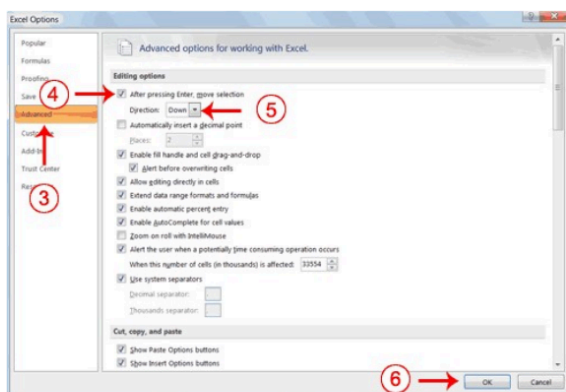 Excel Options
Popular
Formulas
Proofing
Save
Advanced
Add-Ins
Trust Center
Advanced options for working with Excel.
Editing options
After pressing Enter, move selection
Direction: Down
Automatically insert a decimal point
Places: 2
Enable fill handle and cell drag-and-drop
Alert before overwriting cells
Allow editing directly in cells
Extend data range formats and formulas
Enable automatic percent entry
Enable AutoComplete for cell values
Zoom on roll with IntelliMouse
Alert the user when a potentially time consuming operation occurs
When this number of cells (in thousands) is affected: 33554
Use system separators
Decimal separator:
Thousands separator:
Cut, copy, and paste
Show Paste Options buttons
Show Insert Options buttons
OK Cancel
3
4
5
6